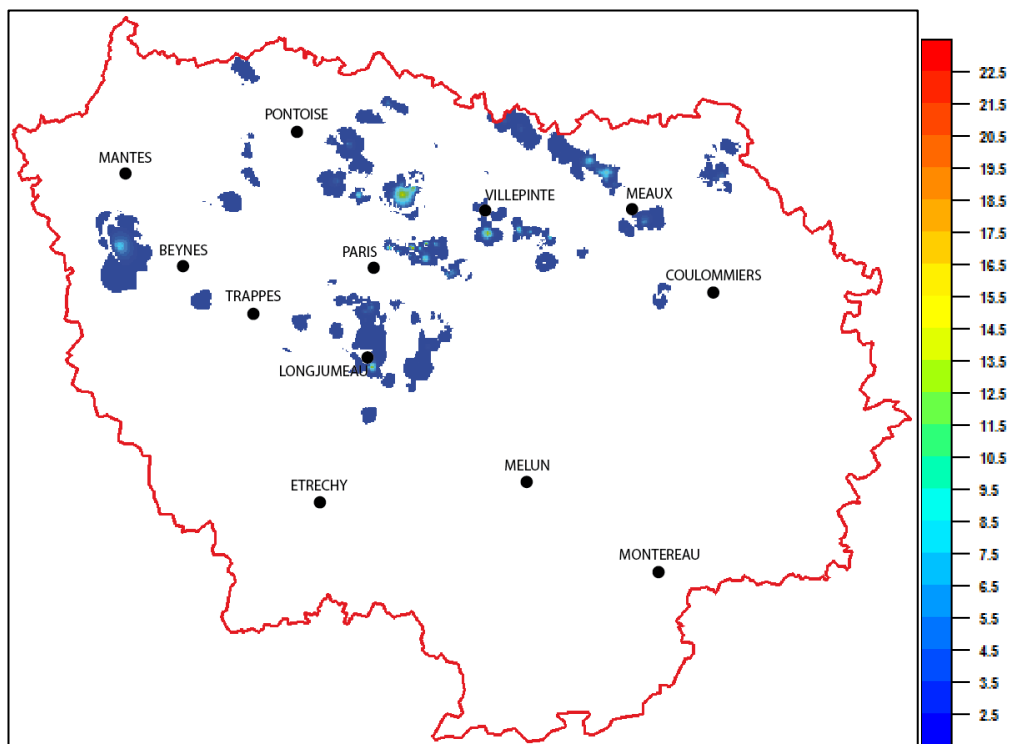 PONTOISE
MANTES
VILLEPINTE
MEAUX
BEYNES
PARIS
COULOMMIERS
TRAPPES
LONGJUMEAU
MELUN
ETRECHY
MONTEREAU
22.5
21.5
20.5
19.5
18.5
17.5
16.5
15.5
14.5
13.5
12.5
11.5
10.5
9.5
8.5
7.5
6.5
5.5
4.5
3.5
2.5